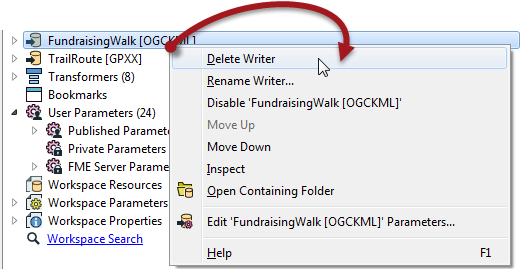 FundraisingWalk [OGCKML]
TrailRoute [GPXX]
Transformers (8)
Bookmarks
User Parameters (24)
Published Paramete
Private Parameters
FME Server Parame
Workspace Resources
Workspace Parameters
Workspace Properties
Workspace Search
Delete Writer
Rename Writer...
Disable 'FundraisingWalk [OGCKML]'
Move Up
Move Down
Inspect
Open Containing Folder
Edit 'FundraisingWalk [OGCKML]' Parameters...
Help F1